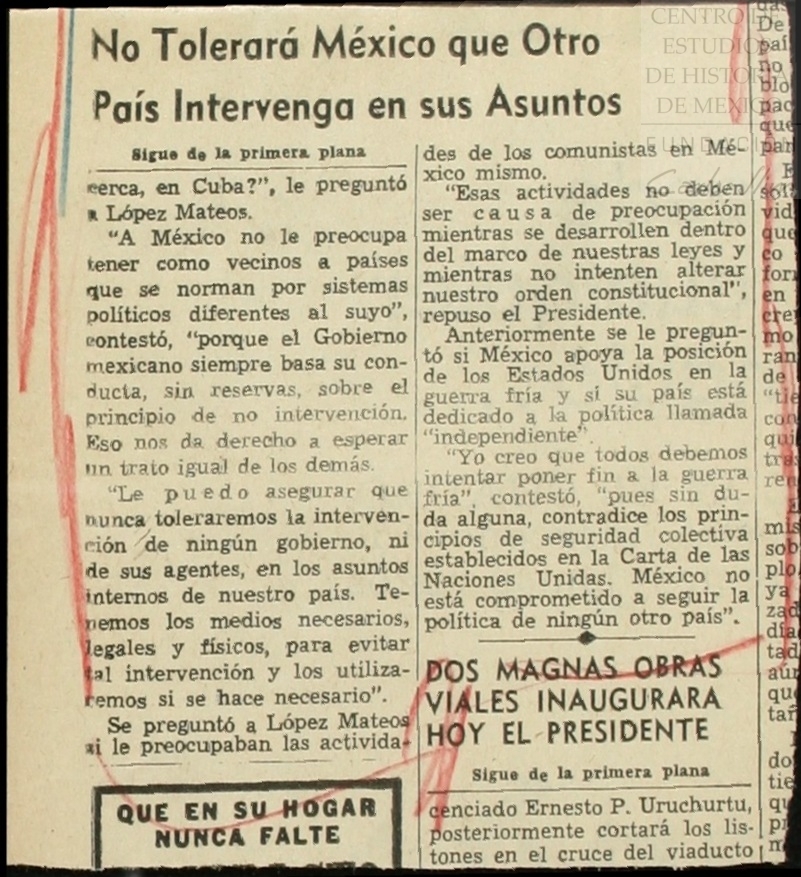 No Tolerará México que Otro
País Intervenga en sus Asuntos
Sigue de la primera plana
cerca, en Cuba?", le preguntó
a López Mateos.
"A México no le preocupa
tener como vecinos a países
que se norman por sistemas
políticos diferentes al suyo",
contestó, "porque el Gobierno
mexicano siempre basa su con-
ducta, sin reservas, sobre el
principio de no intervención.
Eso nos da derecho a esperar
un trato igual de los demás.
"Le puedo asegurar que
nunca toleraremos la interven-
ción de ningún gobierno, ni
de sus agentes, en los asuntos
internos de nuestro país. Te-
nemos los medios necesarios,
legales y físicos, para evitar
tal intervención y los utiliza-
remos si se hace necesario".
Se preguntó a López Mateos
si le preocupaban las activida-
des de los comunistas en Mé-
xico mismo.
"Esas actividades no deben
ser causa de preocupación
mientras se desarrollen dentro
del marco de nuestras leyes y
mientras no intenten alterar
nuestro orden constitucional",
repuso el Presidente.
Anteriormente se le pregun-
tó si México apoya la posición
de los Estados Unidos en la
guerra fría y si su país está
dedicado a la política llamada
"independiente".
"Yo creo que todos debemos
intentar poner fin a la guerra
fría", contestó, "pues sin du-
da alguna, contradice los prin-
cipios de seguridad colectiva
establecidos en la Carta de las
Naciones Unidas. México no
está comprometido a seguir la
política de ningún otro país".
DOS MAGNAS OBRAS
VIALES INAUGURARA
HOY EL PRESIDENTE
Sigue de la primera plana
cenciado Ernesto P. Uruchurtu,
posteriormente cortará los lis-
tones en el cruce del viaducto
QUE EN SU HOGAR
NUNCA FALTE
CENTRO DE
ESTUDIOS
DE HISTORIA
DE MEXICO
FUNDACION